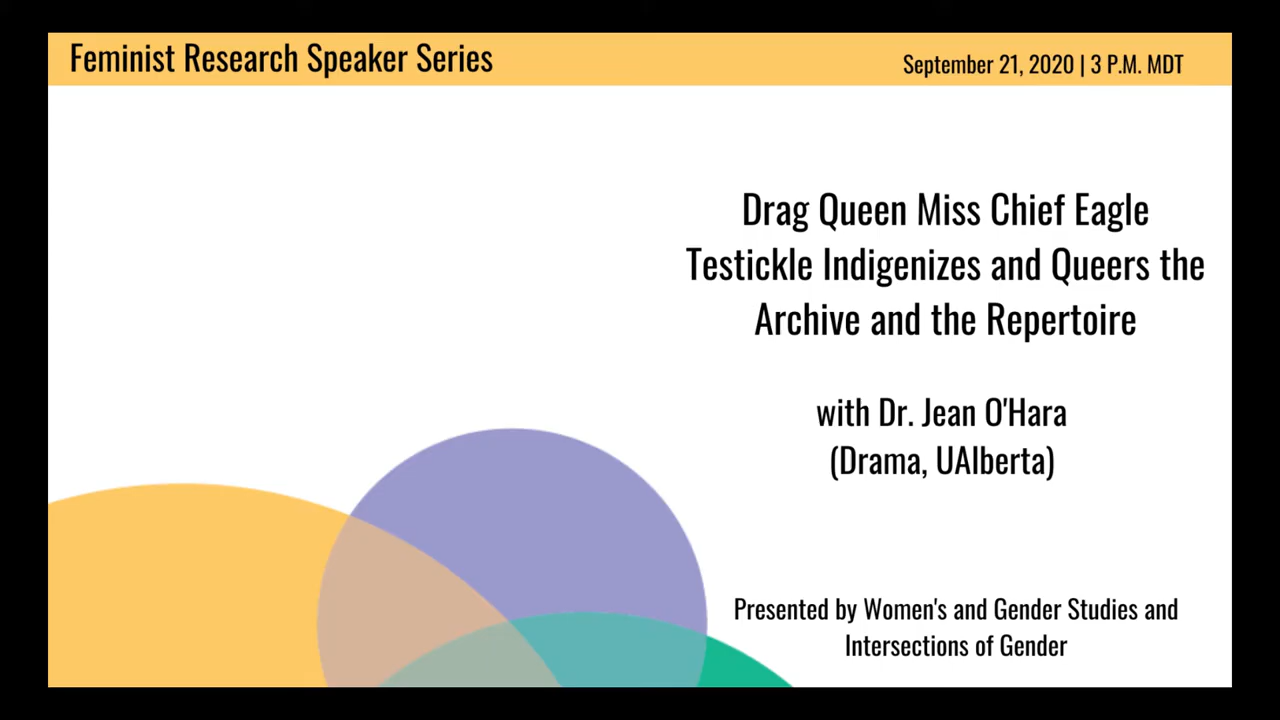 Feminist Research Speaker Series
September 21, 2020 | 3 P.M. MDT
Drag Queen Miss Chief Eagle
Testickle Indigenizes and Queers the
Archive and the Repertoire
with Dr. Jean O'Hara
(Drama, UAlberta)
Presented by Women's and Gender Studies and
Intersections of Gender